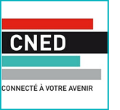 CNED
CONNECTÉ À VOTRE AVENIR